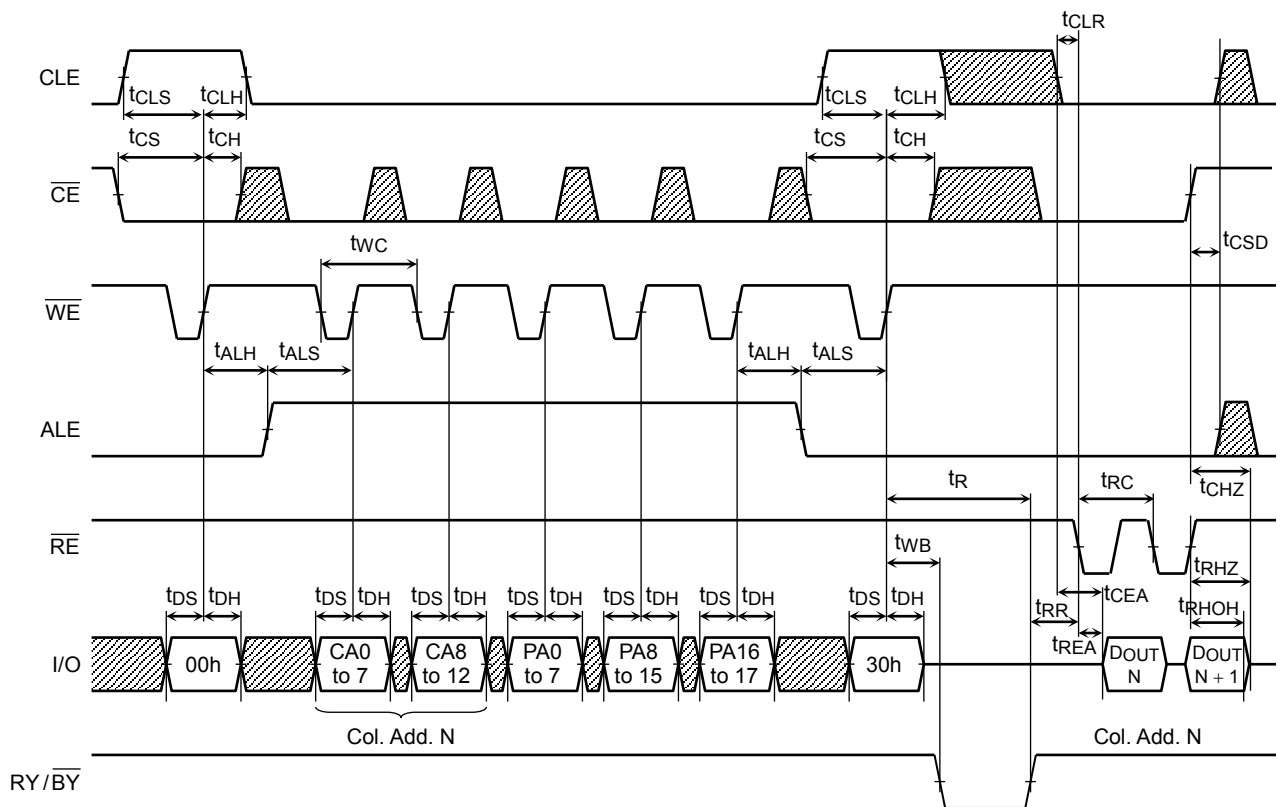 tCLR
CLE
tCLS tCLH tCLS tCLH
tCS tCH tCS tCH
CE
tWC
tCSD
WE
tALH tALS tALH tALS
ALE
tR tRC tCHZ
RE
tWB tRHZ
tCEA
tDS tDH tDS tDH tDS tDH tDS tDH tDS tDH tDS tDH tDS tDH tRR tRHOH
tREA
I/O
00h
CA0
to 7
CA8
to 12
PA0
to 7
PA8
to 15
PA16
to 17
30h
DOUT
N
DOUT
N + 1
Col. Add. N Col. Add. N
RY/BY